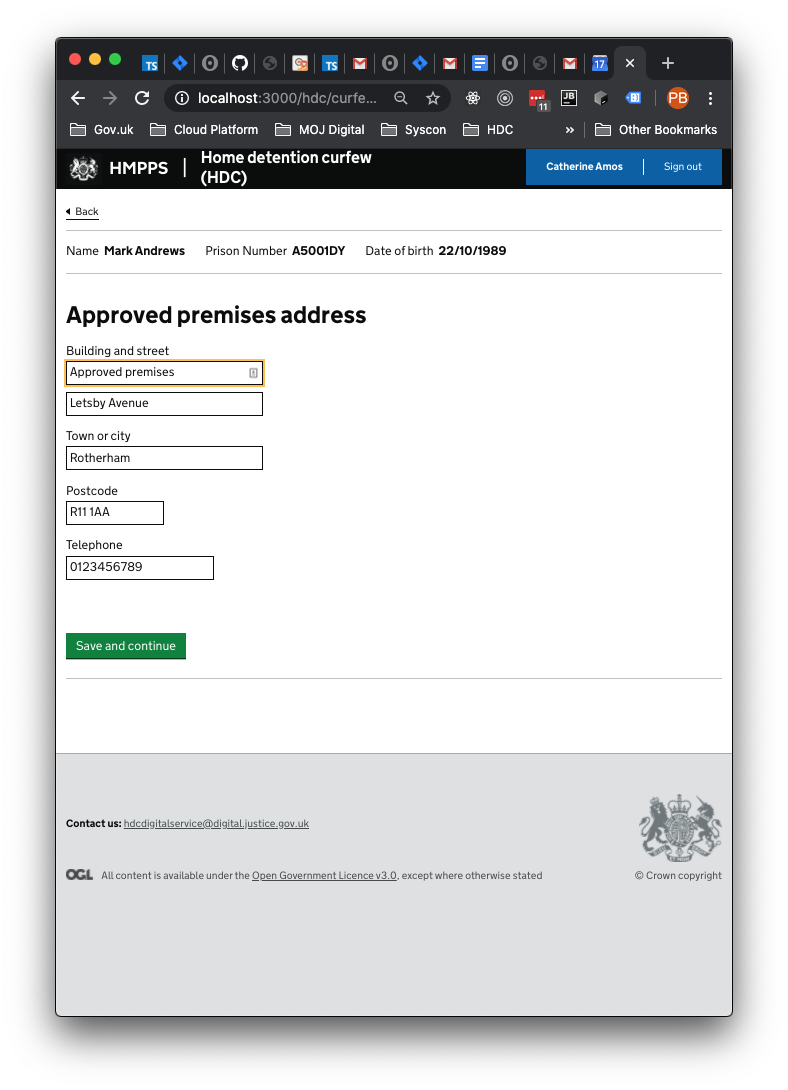 TS
TS
17
localhost:3000/hdc/curfe...
11
JB
PB
Gov.uk Cloud Platform MOJ Digital Syscon HDC » Other Bookmarks
HMPPS | Home detention curfew
(HDC)
Catherine Amos Sign out
Back
Name Mark Andrews Prison Number A5001DY Date of birth 22/10/1989
Approved premises address
Building and street
Approved premises
Letsby Avenue
Town or city
Rotherham
Postcode
R11 1AA
Telephone
0123456789
Save and continue
Contact us: hdcdigitalservice@digital.justice.gov.uk
OGL All content is available under the Open Government Licence v3.0, except where otherwise stated
© Crown copyright